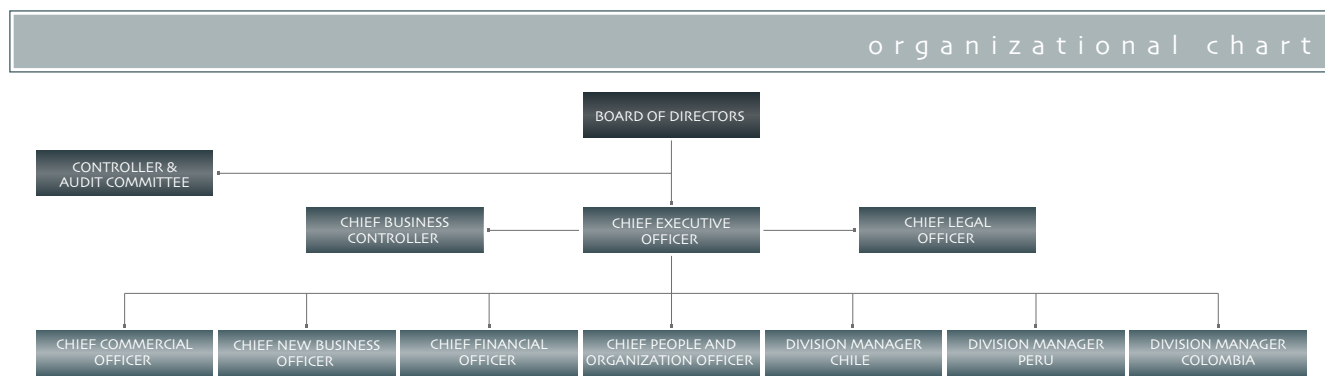 organizational chart
BOARD OF DIRECTORS
CONTROLLER &
AUDIT COMMITTEE
CHIEF BUSINESS
CONTROLLER
CHIEF EXECUTIVE
OFFICER
CHIEF LEGAL
OFFICER
CHIEF COMMERCIAL
OFFICER
CHIEF NEW BUSINESS
OFFICER
CHIEF FINANCIAL
OFFICER
CHIEF PEOPLE AND
ORGANIZATION OFFICER
DIVISION MANAGER
CHILE
DIVISION MANAGER
PERU
DIVISION MANAGER
COLOMBIA